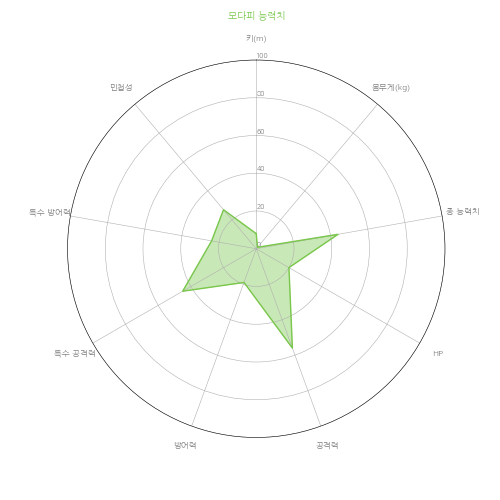 모다피 능력치
키(m)
몸무게(kg)
총 능력치
HP
공격력
방어력
특수 공격력
특수 방어력
민첩성
100
80
60
40
20
0